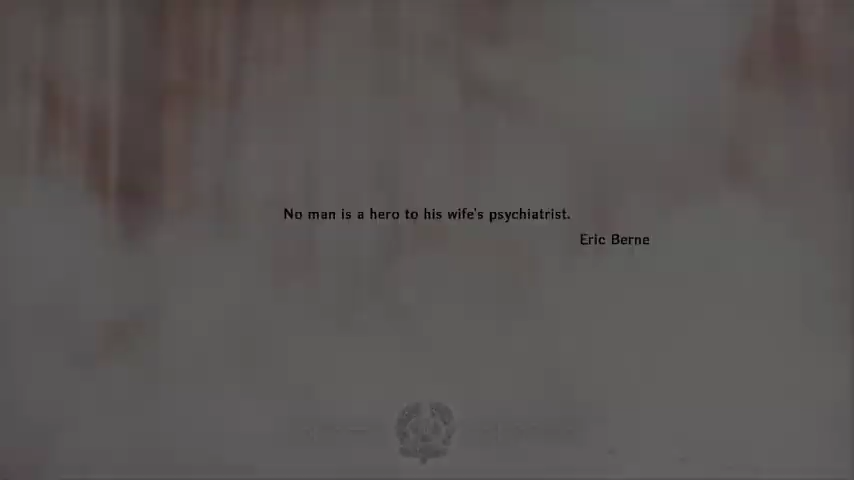 No man is a hero to his wife's psychiatrist.
Eric Berne